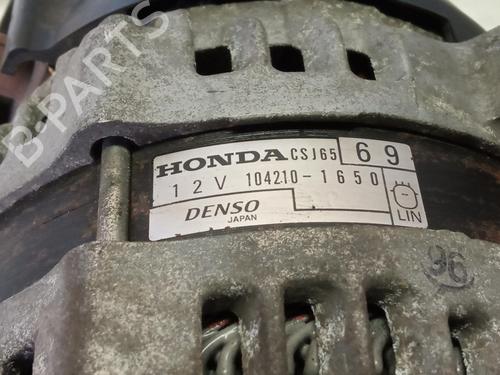 B-PARTS
HONDA CSJ65 69
12V 104210-1650
DENSO
JAPAN
LIN
96